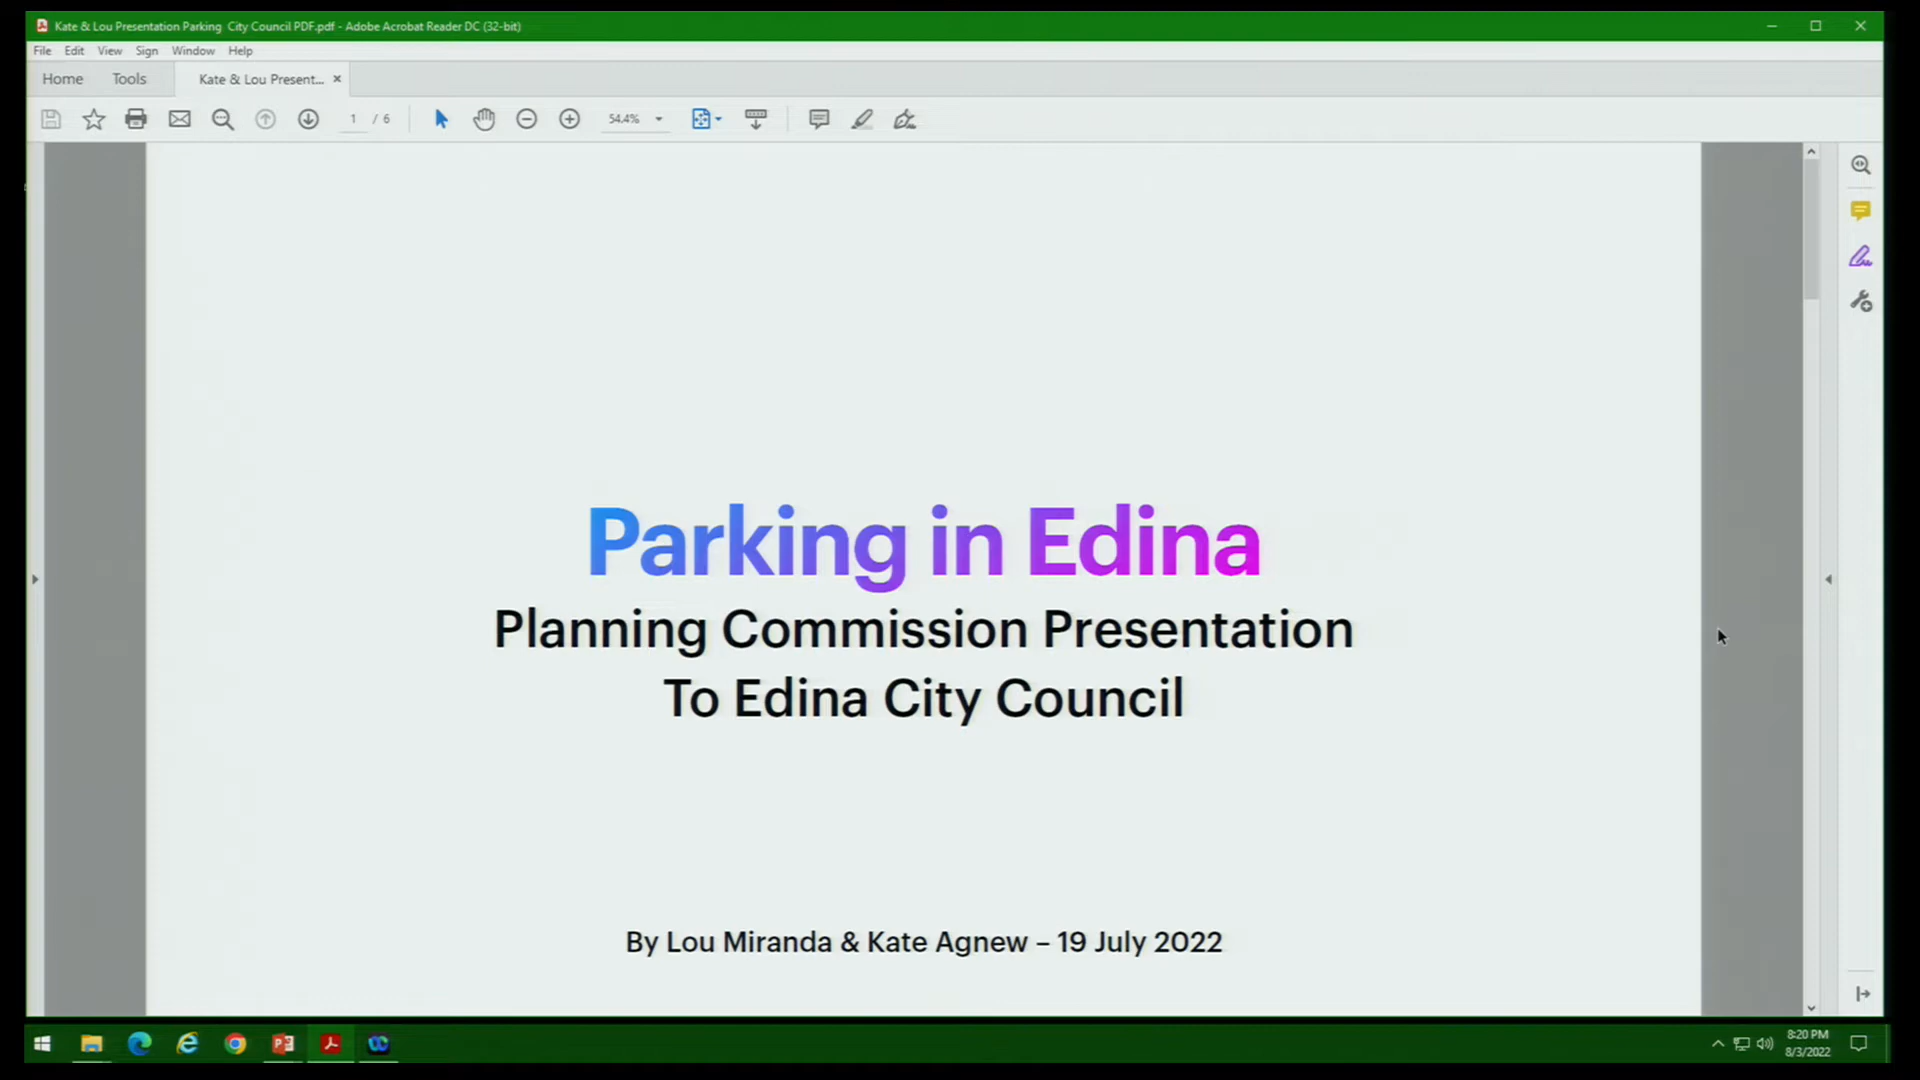 Kate & Lou Presentation Parking City Council PDF.pdf - Adobe Acrobat Reader DC (32-bit)
File Edit View Sign Window Help
Home Tools Kate & Lou Present...
1 / 6 54.4%
Parking in Edina
Planning Commission Presentation
To Edina City Council
By Lou Miranda & Kate Agnew – 19 July 2022
8:20 PM
8/3/2022